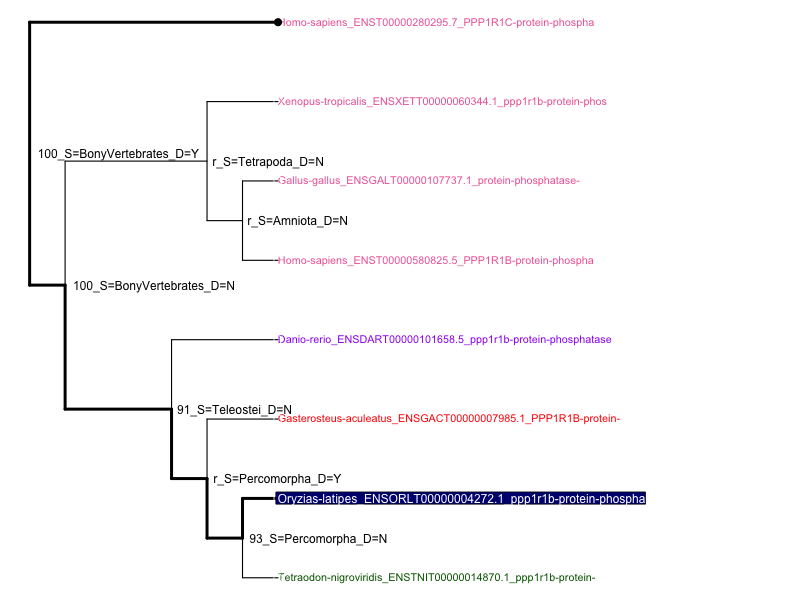 Homo-sapiens_ENST00000280295.7_PPP1R1C-protein-phospha
Xenopus-tropicalis_ENSXETT00000060344.1_ppp1r1b-protein-phos
100_S=BonyVertebrates_D=Y
r_S=Tetrapoda_D=N
Gallus-gallus_ENSGALT00000107737.1_protein-phosphatase-
r_S=Amniota_D=N
Homo-sapiens_ENST00000580825.5_PPP1R1B-protein-phospha
100_S=BonyVertebrates_D=N
Danio-rerio_ENSDART00000101658.5_ppp1r1b-protein-phosphatase
91_S=Teleostei_D=N
Gasterosteus-aculeatus_ENSGACT00000007985.1_PPP1R1B-protein-
r_S=Percomorpha_D=Y
Oryzias-latipes_ENSORLT00000004272.1_ppp1r1b-protein-phospha
93_S=Percomorpha_D=N
Tetraodon-nigroviridis_ENSTNIT00000014870.1_ppp1r1b-protein-